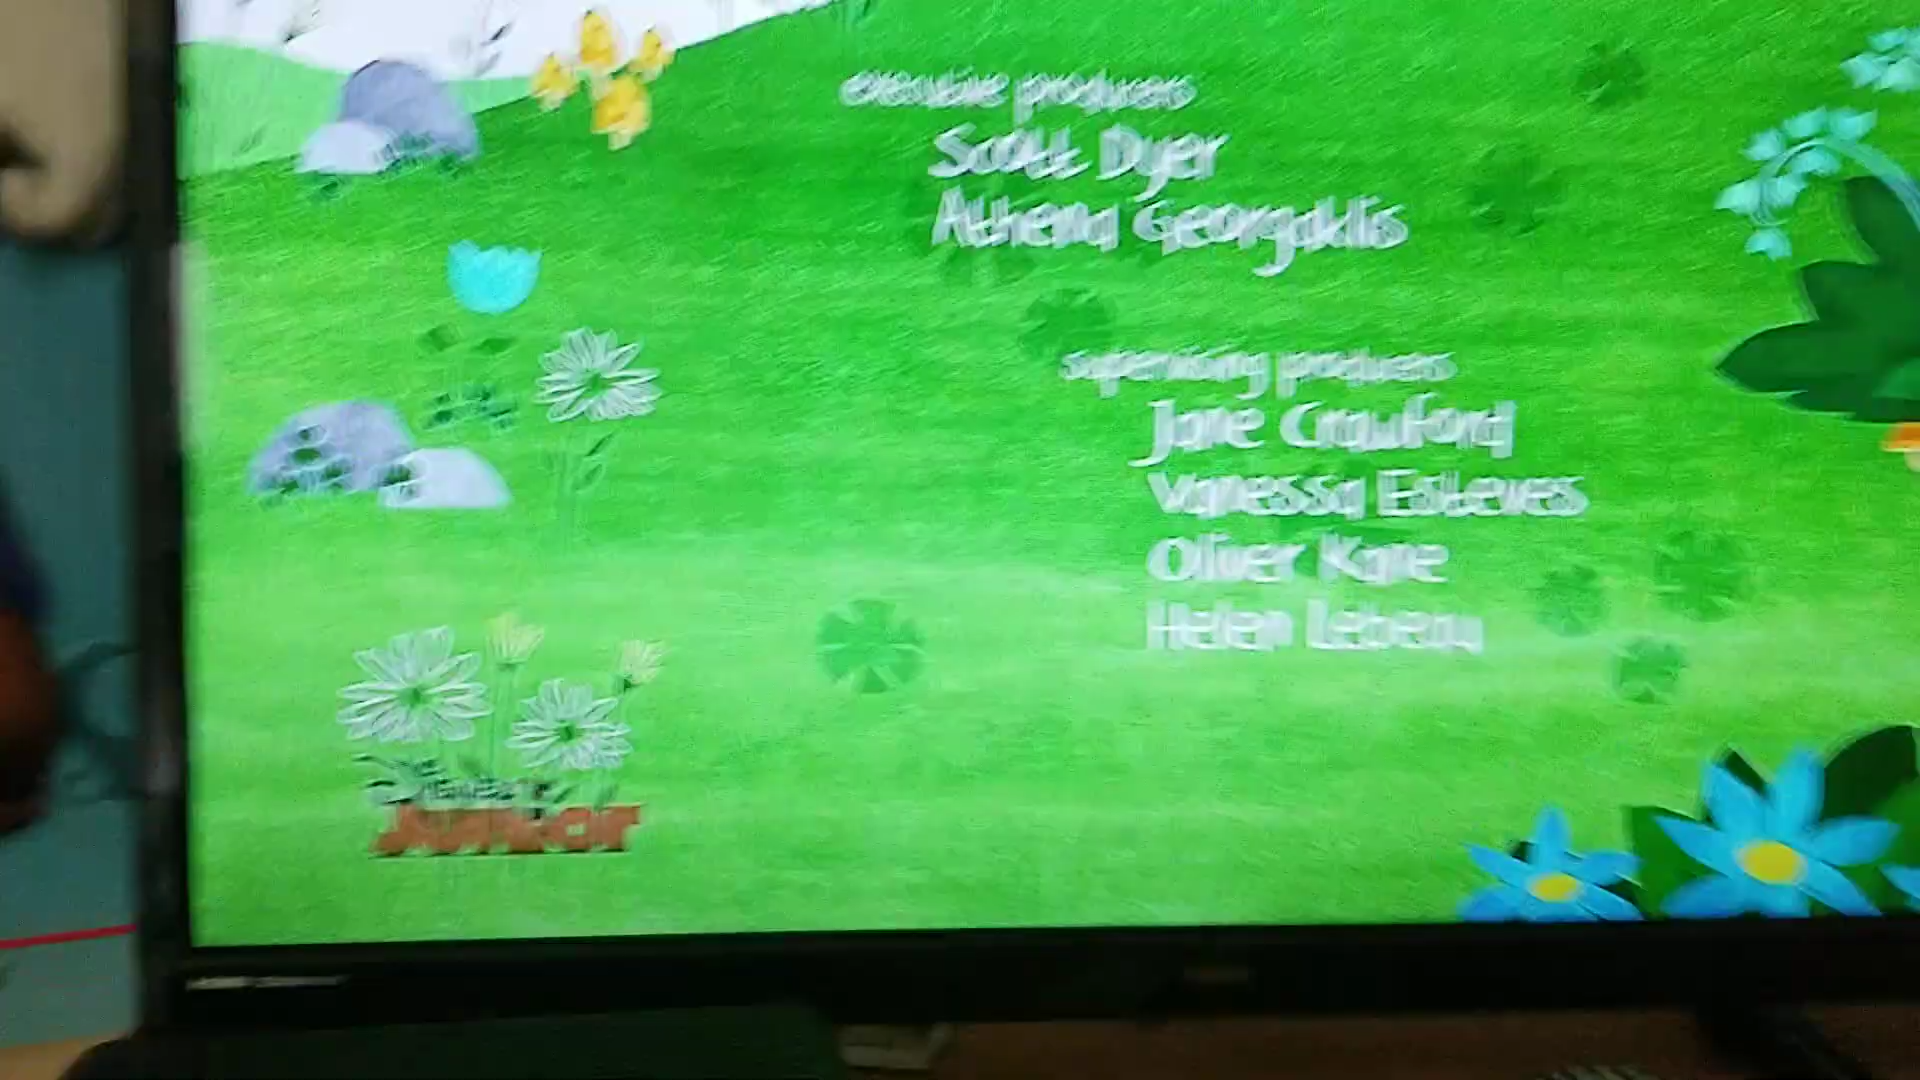 executive producers
Scott Dyer
Athena Georgaklis
supervising producers
Jane Crawford
Vanessa Esteves
Oliver Kane
Helen Lebeau
Junior